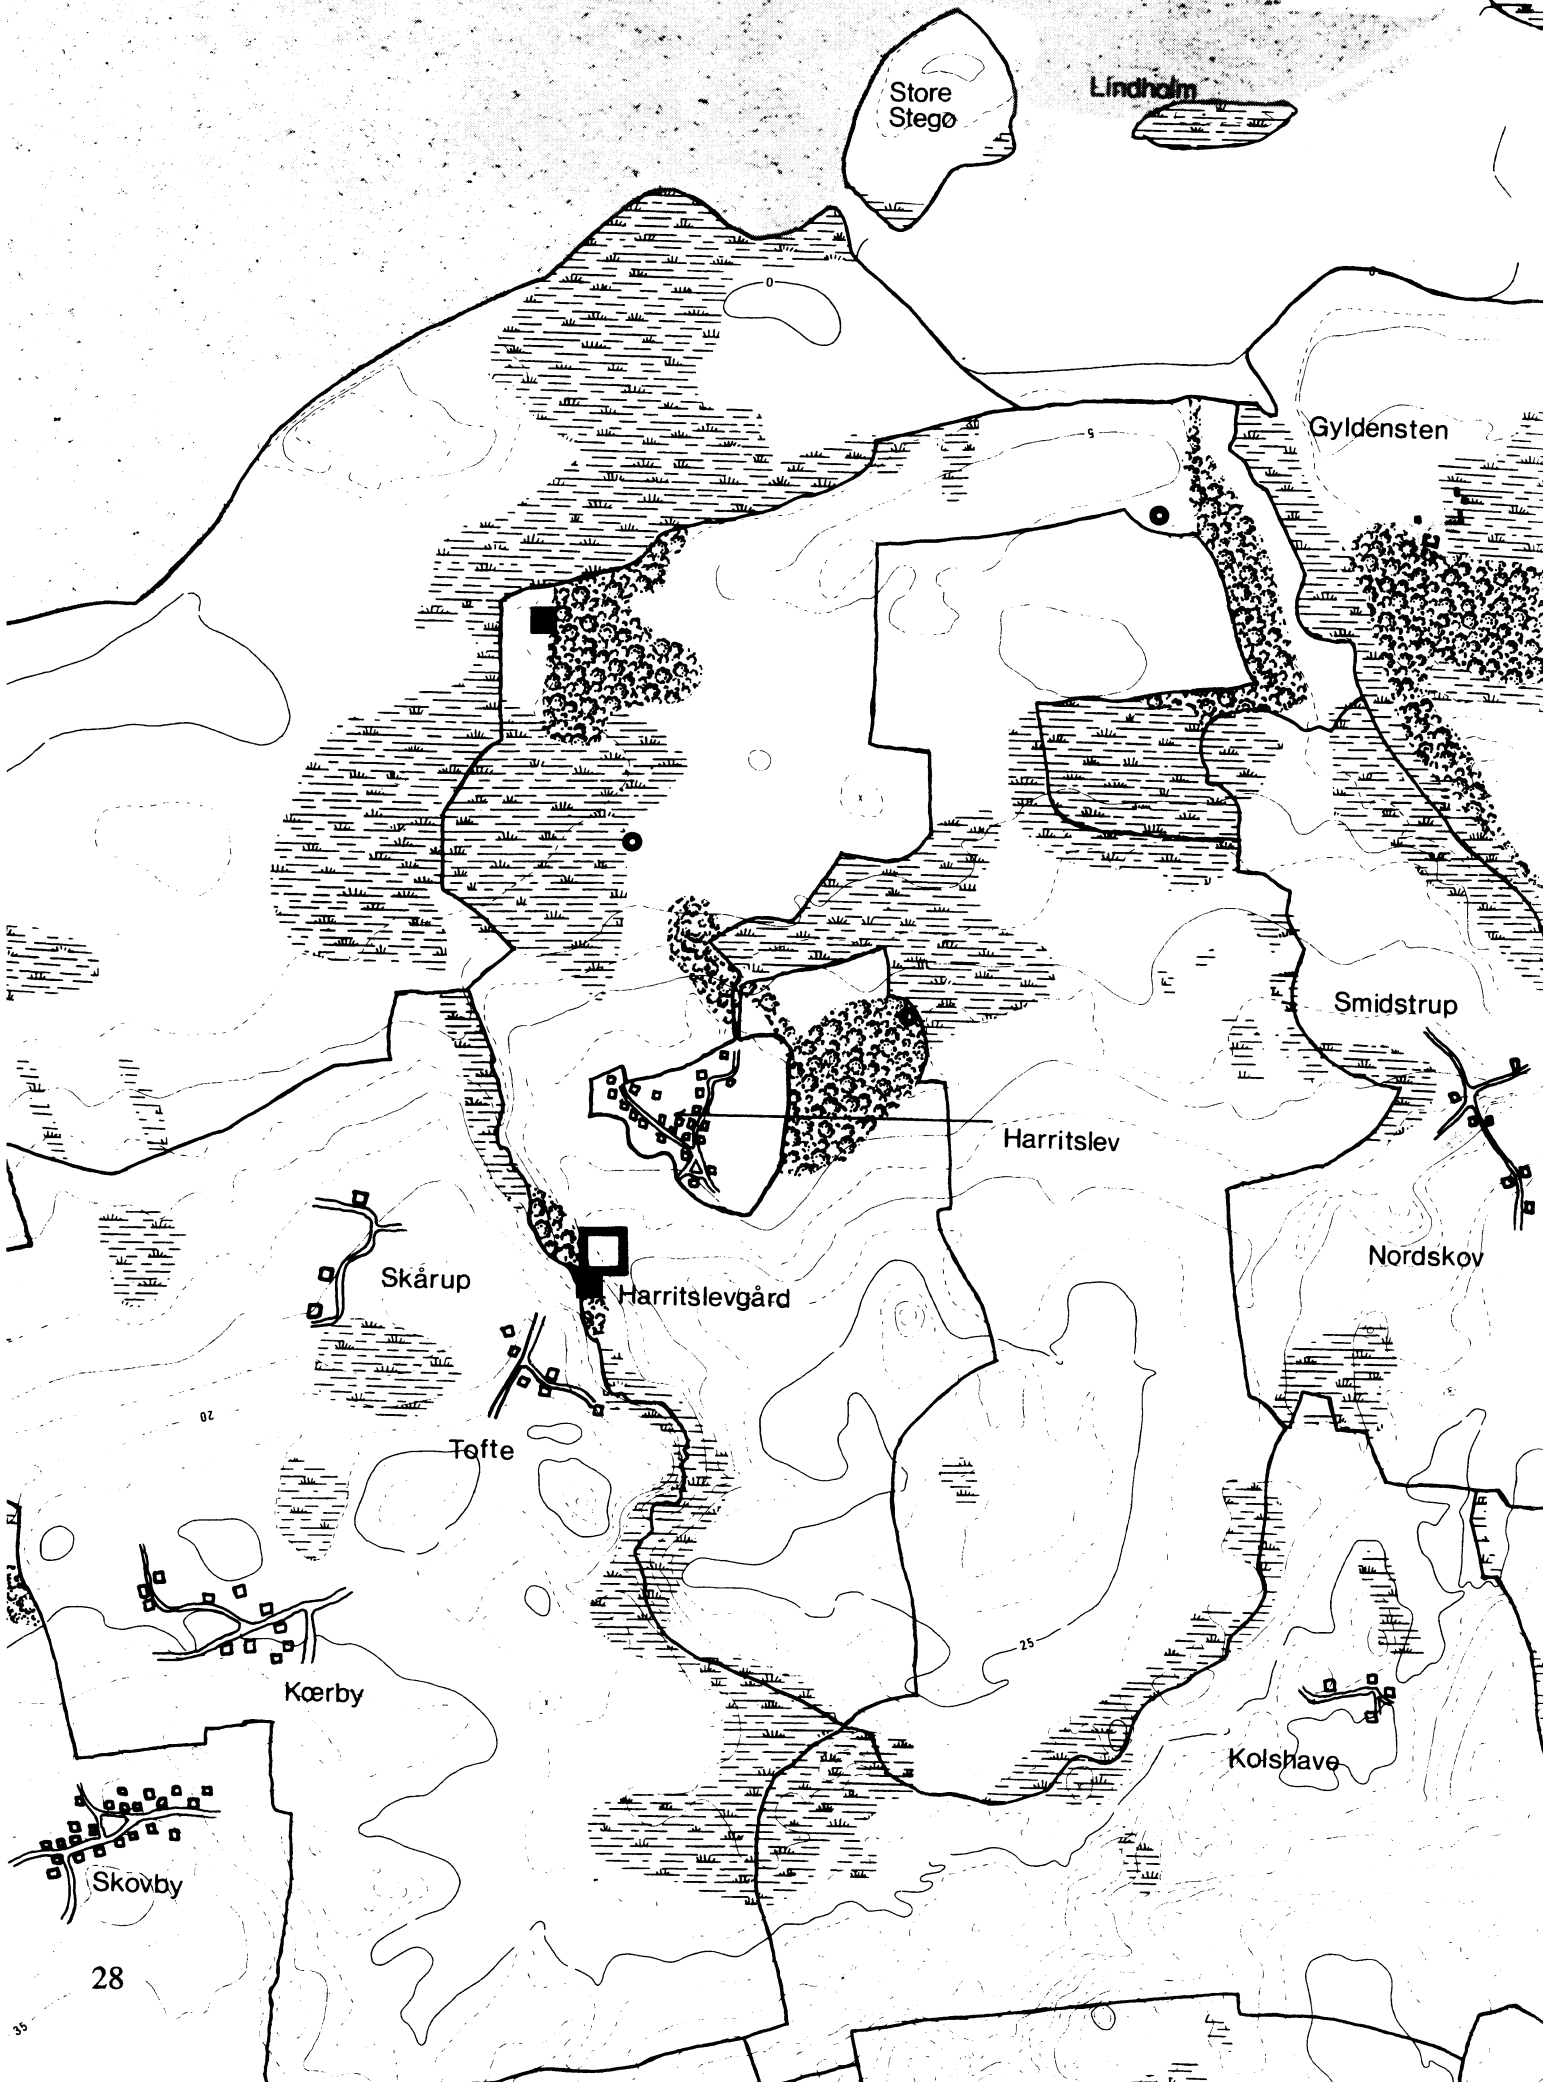 Store
Stegø
Lindholm
0
0
Gyldensten
5
Smidstrup
Harritslev
Nordskov
Skårup
Harritslevgård
20
Tofte
25
Kærby
Kolshave
Skovby
28
35